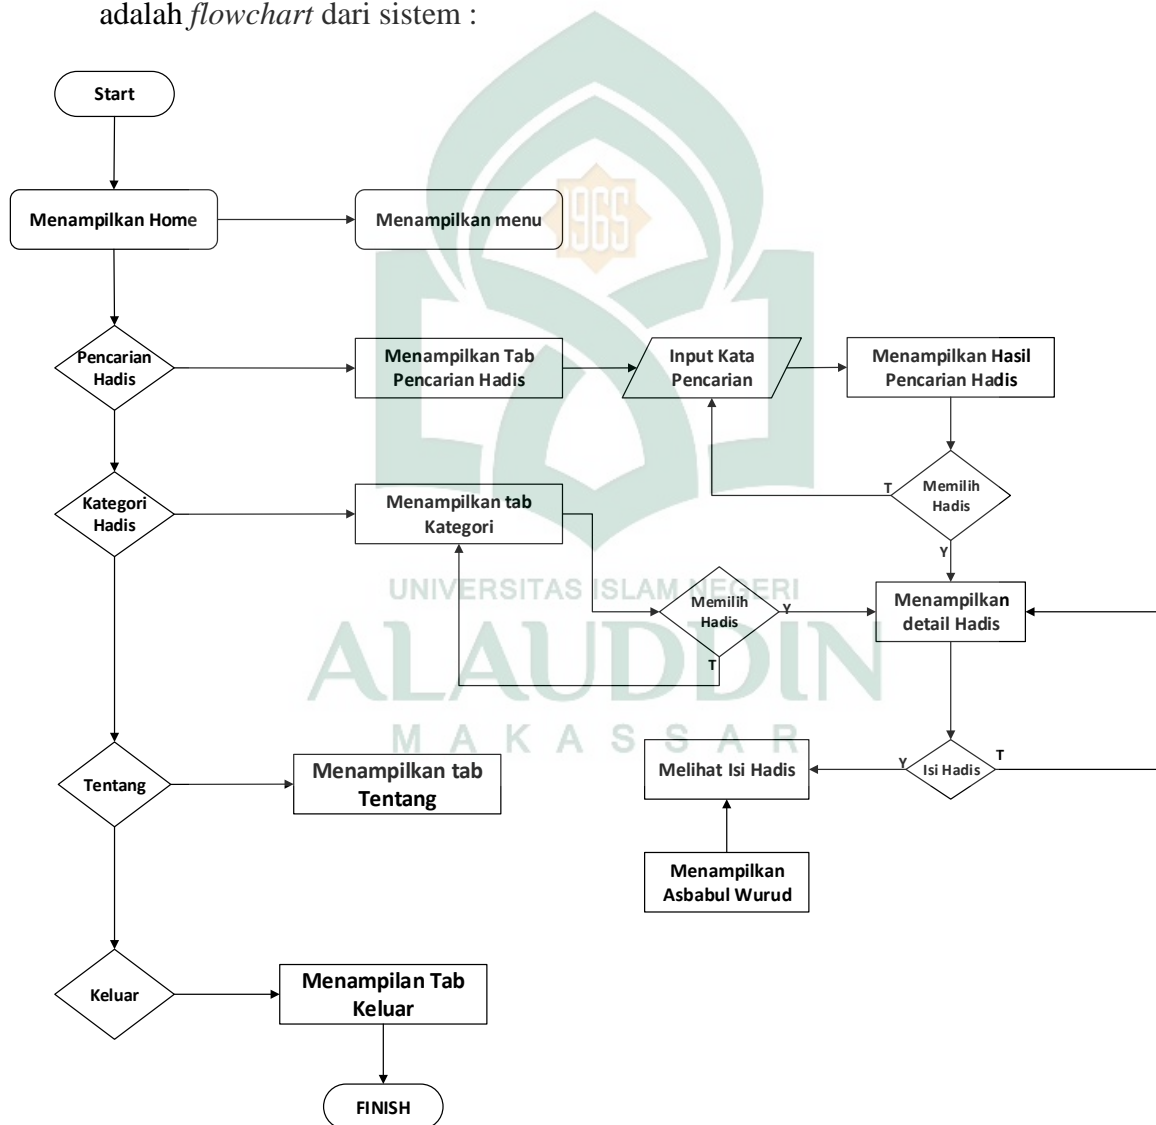 adalah flowchart dari sistem :
Start
Menampilkan Home
Menampilkan menu
1965
Pencarian
Hadis
Menampilkan Tab
Pencarian Hadis
Input Kata
Pencarian
Menampilkan Hasil
Pencarian Hadis
Kategori
Hadis
Menampilkan tab
Kategori
T
Memilih
Hadis
Y
UNIVERSITAS ISLAM NEGERI
Memilih
Hadis
Y
T
Menampilkan
detail Hadis
ALAUDDIN
MAKASSAR
Tentang
Menampilkan tab
Tentang
Melihat Isi Hadis
Y
Isi Hadis
T
Menampilkan
Asbabul Wurud
Keluar
Menampilan Tab
Keluar
FINISH